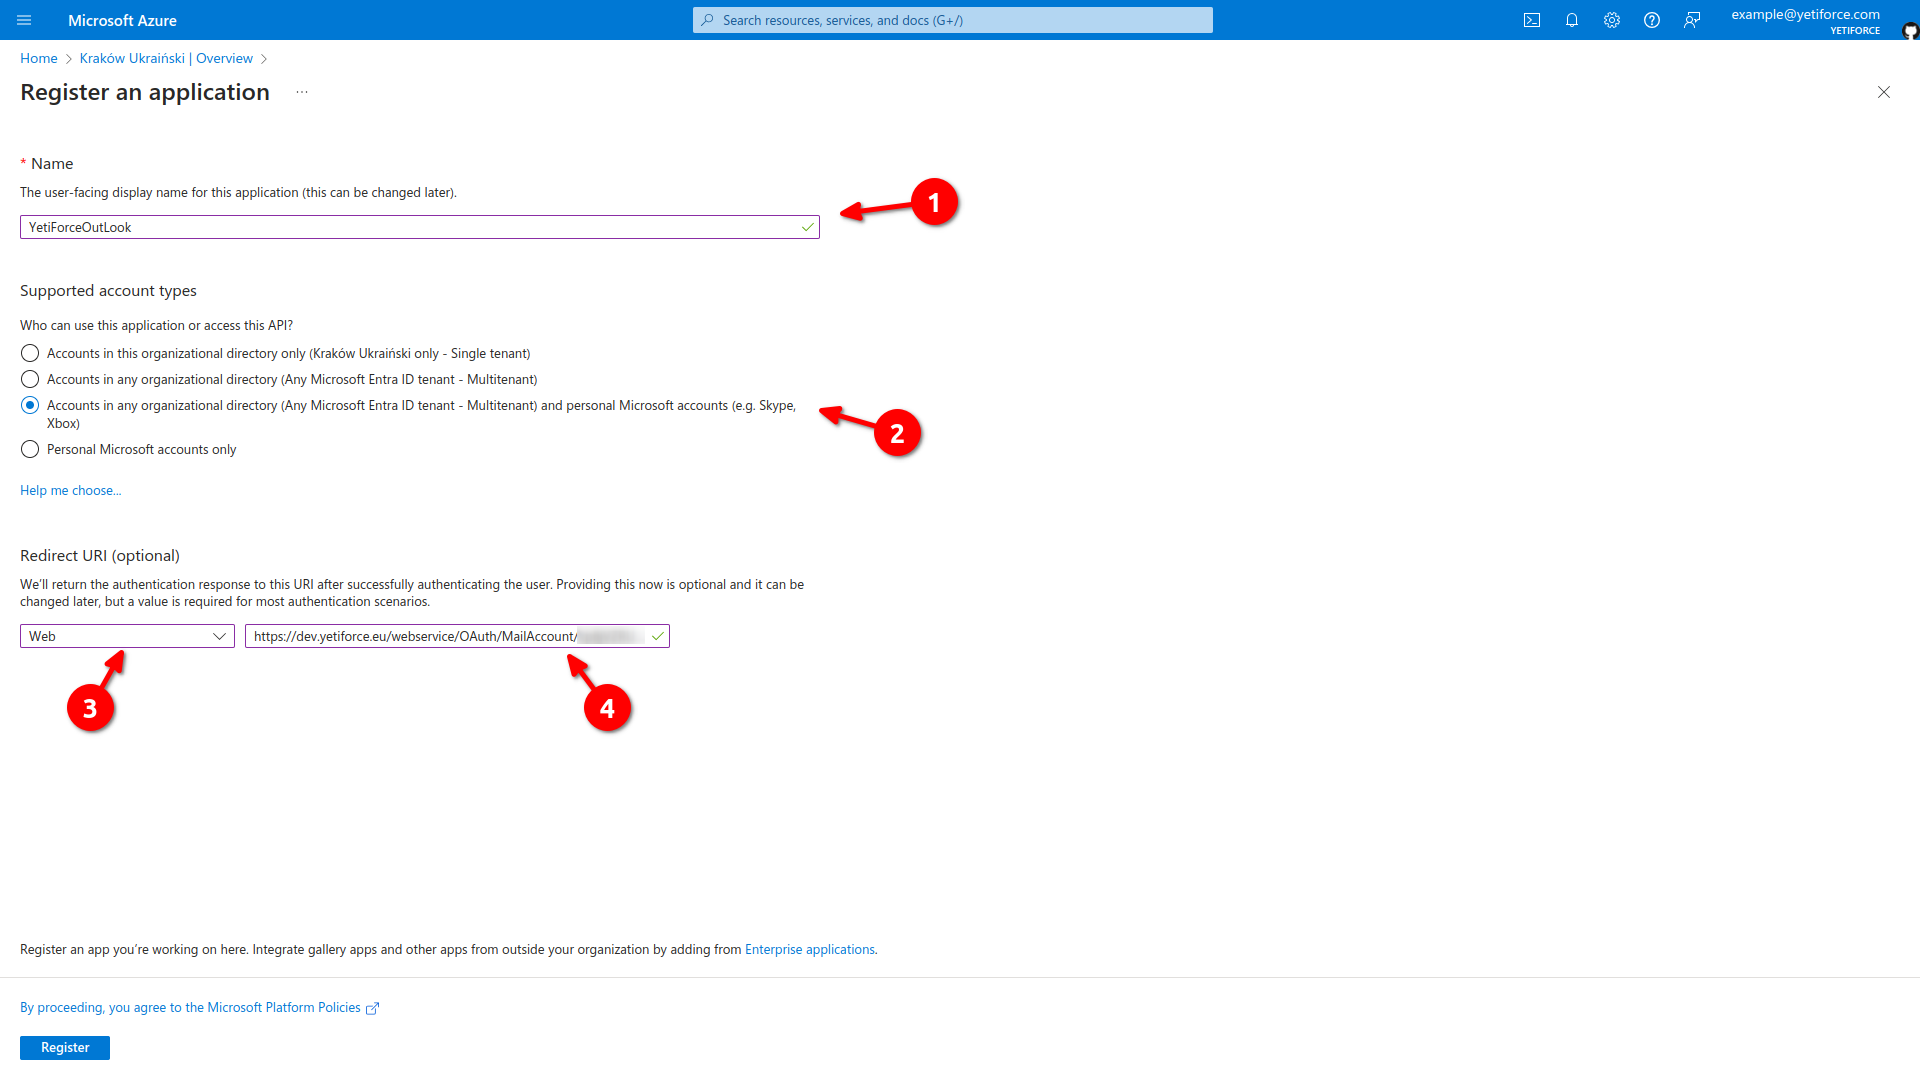 Microsoft Azure
Search resources, services, and docs (G+/)
example@yetiforce.com
YETIFORCE
Home > Kraków Ukraiński | Overview >
Register an application ...
* Name
The user-facing display name for this application (this can be changed later).
YetiForceOutLook
1
Supported account types
Who can use this application or access this API?
Accounts in this organizational directory only (Kraków Ukraiński only - Single tenant)
Accounts in any organizational directory (Any Microsoft Entra ID tenant - Multitenant)
Accounts in any organizational directory (Any Microsoft Entra ID tenant - Multitenant) and personal Microsoft accounts (e.g. Skype,
Xbox)
2
Personal Microsoft accounts only
Help me choose...
Redirect URI (optional)
We'll return the authentication response to this URI after successfully authenticating the user. Providing this now is optional and it can be
changed later, but a value is required for most authentication scenarios.
Web
https://dev.yetiforce.eu/webservice/OAuth/MailAccount/
3
4
Register an app you're working on here. Integrate gallery apps and other apps from outside your organization by adding from Enterprise applications.
By proceeding, you agree to the Microsoft Platform Policies
Register